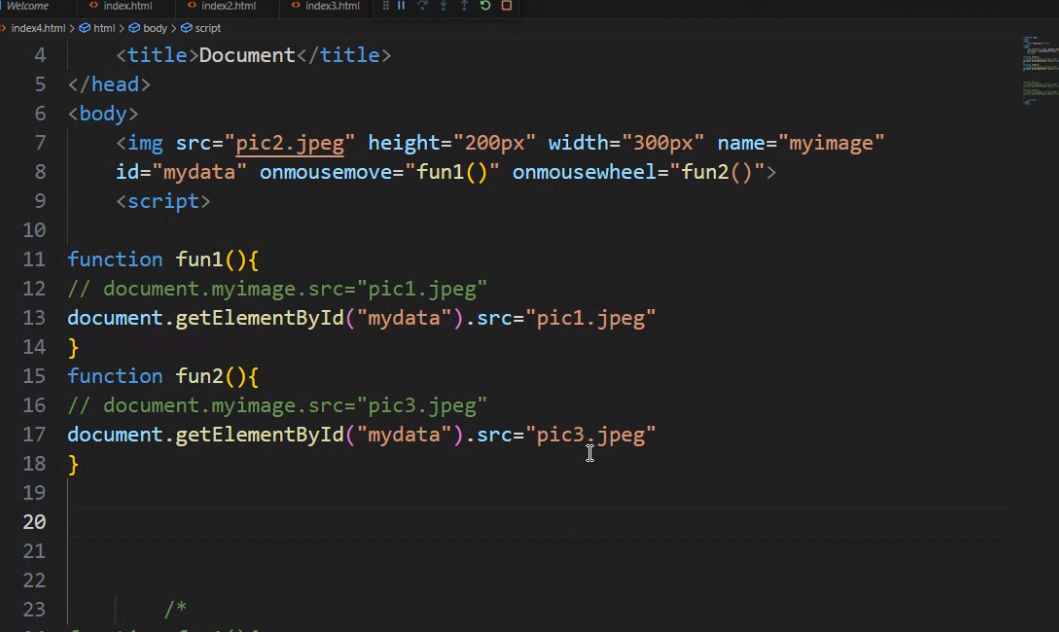 Welcome index.html index2.html index3.html
index4.html > html > body > script
4 <title>Document</title>
5 </head>
6 <body>
7 <img src="pic2.jpeg" height="200px" width="300px" name="myimage"
8 id="mydata" onmousemove="fun1()" onmousewheel="fun2()">
9 <script>
10
11 function fun1(){
12 // document.myimage.src="pic1.jpeg"
13 document.getElementById("mydata").src="pic1.jpeg"
14 }
15 function fun2(){
16 // document.myimage.src="pic3.jpeg"
17 document.getElementById("mydata").src="pic3.jpeg"
18 }
19
20
21
22
23 /*